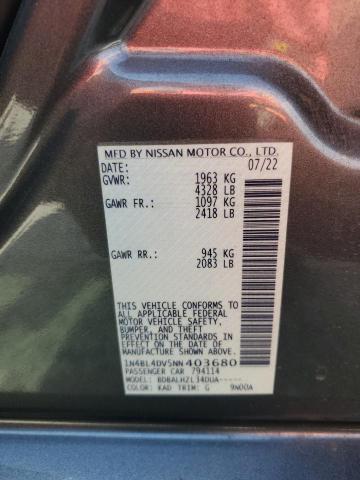 MFD BY NISSAN MOTOR CO., LTD.
DATE: 07/22
GVWR: 1963 KG
4328 LB
GAWR FR.: 1097 KG
2418 LB
GAWR RR.: 945 KG
2083 LB
THIS VEHICLE CONFORMS TO
ALL APPLICABLE FEDERAL
MOTOR VEHICLE SAFETY,
BUMPER, AND THEFT
PREVENTION STANDARDS IN
EFFECT ON THE DATE OF
MANUFACTURE SHOWN ABOVE.
1N4BL4DV5NN403680
PASSENGER CAR 794114
MODEL: BDBALHZL34DUA-----
COLOR: KAD TRIM: G 9N00A